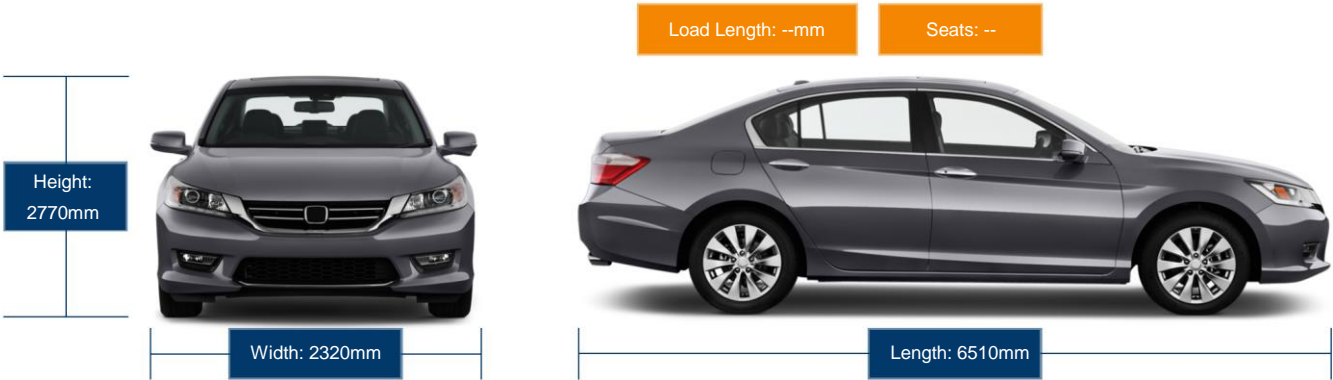 Load Length: --mm
Seats: --
Height:
2770mm
Width: 2320mm
Length: 6510mm